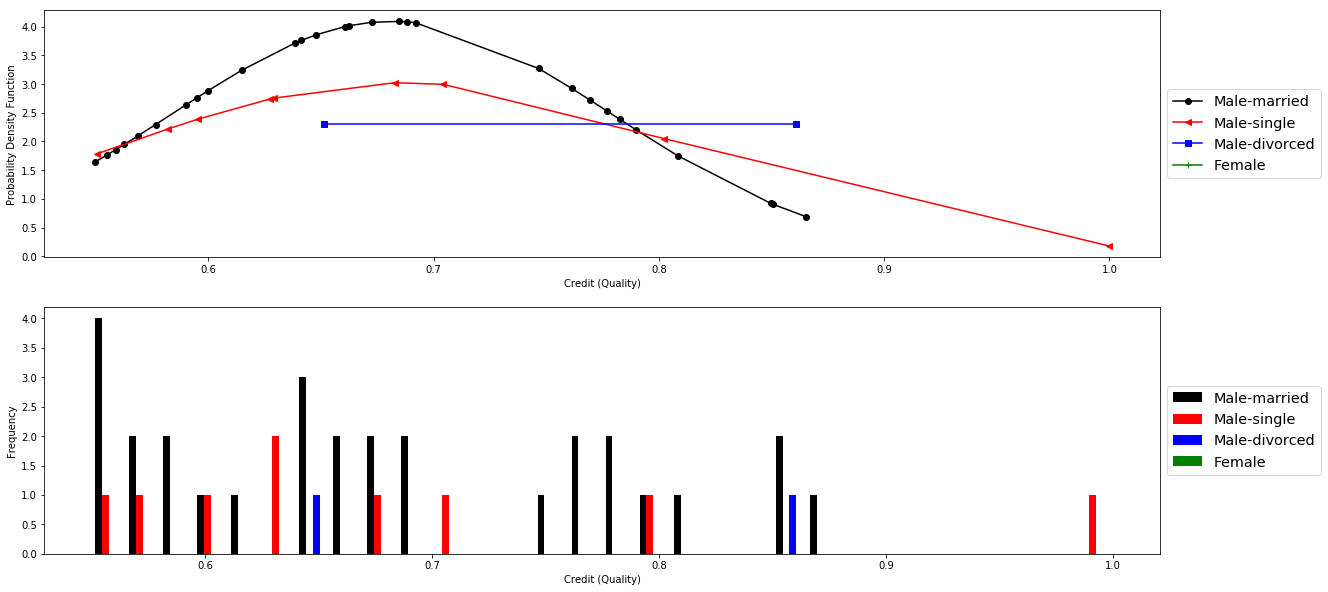 4.0
3.5
3.0
2.5
2.0
1.5
1.0
0.5
0.0
Probability Density Function
0.6 0.7 0.8 0.9 1.0
Credit (Quality)
Male-married
Male-single
Male-divorced
Female
4.0
3.5
3.0
2.5
2.0
1.5
1.0
0.5
0.0
Frequency
0.6 0.7 0.8 0.9 1.0
Credit (Quality)
Male-married
Male-single
Male-divorced
Female